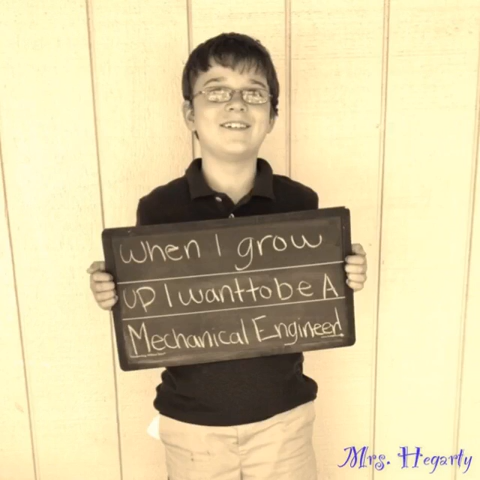 When I grow
up I want to be A
Mechanical Engineer!
Mrs. Hegarty